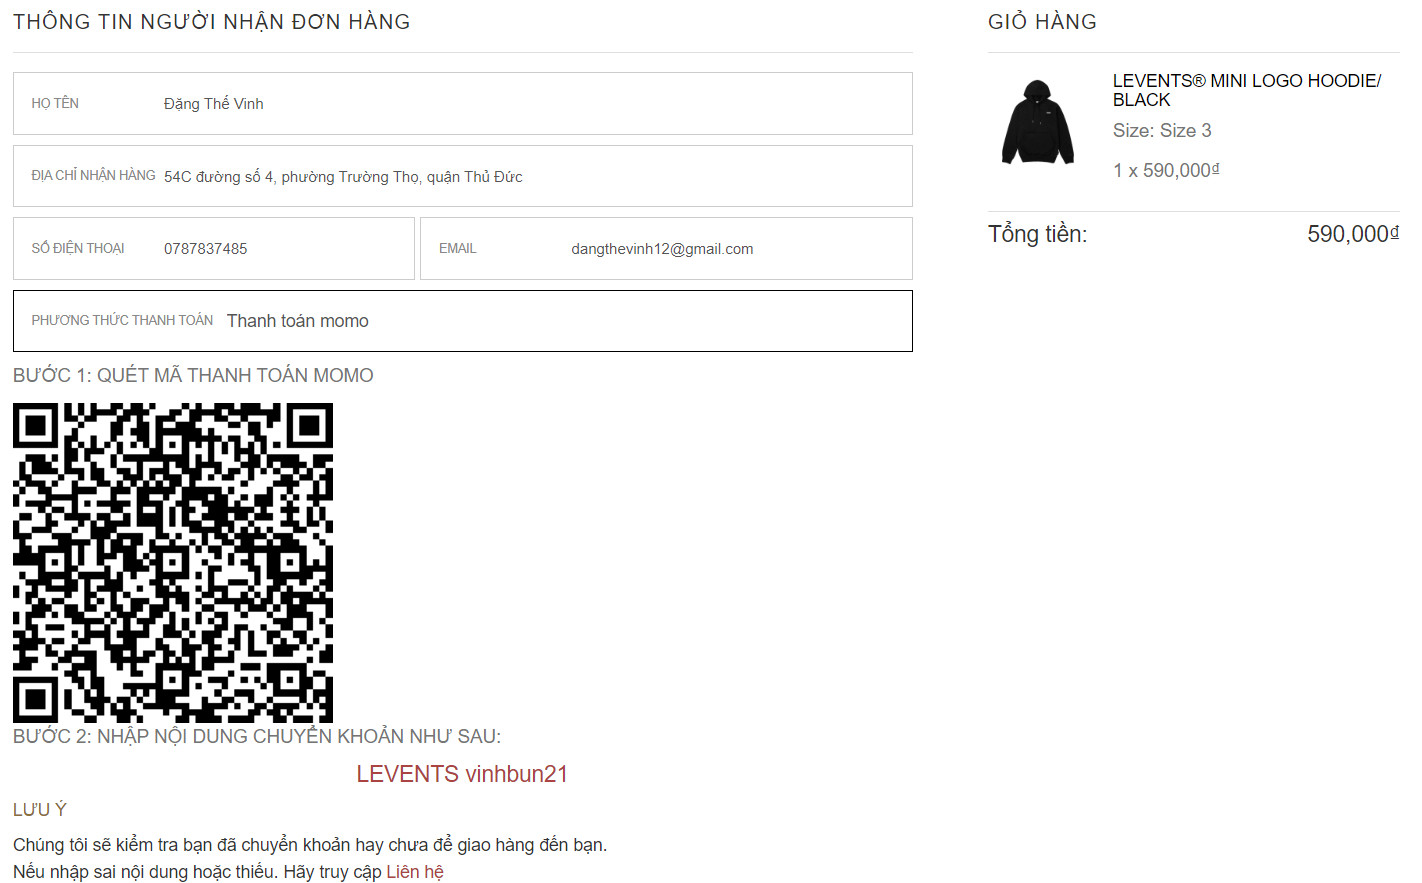 THÔNG TIN NGƯỜI NHẬN ĐƠN HÀNG
HỌ TÊN Đặng Thế Vinh
ĐỊA CHỈ NHẬN HÀNG 54C đường số 4, phường Trường Thọ, quận Thủ Đức
SỐ ĐIỆN THOẠI 0787837485 EMAIL dangthevinh12@gmail.com
PHƯƠNG THỨC THANH TOÁN Thanh toán momo
BƯỚC 1: QUÉT MÃ THANH TOÁN MOMO
BƯỚC 2: NHẬP NỘI DUNG CHUYỂN KHOẢN NHƯ SAU:
LEVENTS vinhbun21
LƯU Ý
Chúng tôi sẽ kiểm tra bạn đã chuyển khoản hay chưa để giao hàng đến bạn.
Nếu nhập sai nội dung hoặc thiếu. Hãy truy cập Liên hệ
GIỎ HÀNG
LEVENTS® MINI LOGO HOODIE/
BLACK
Size: Size 3
1 x 590,000₫
Tổng tiền: 590,000₫